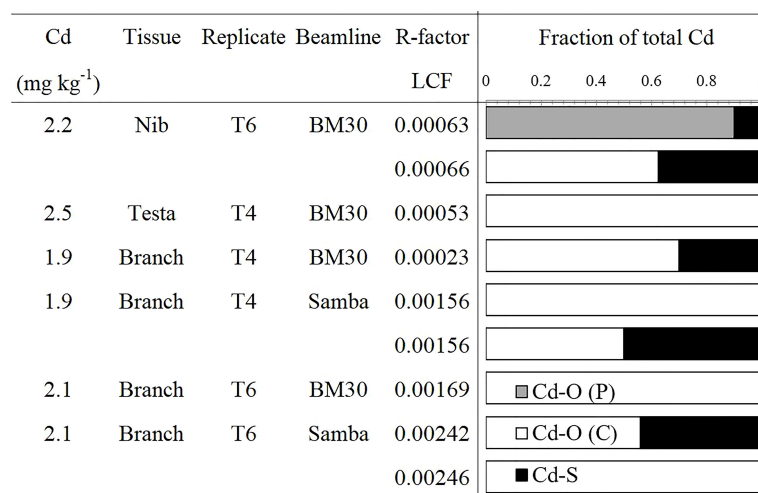 Cd Tissue Replicate Beamline R-factor Fraction of total Cd
(mg kg⁻¹) LCF 0 0.2 0.4 0.6 0.8
2.2 Nib T6 BM30 0.00063
0.00066
2.5 Testa T4 BM30 0.00053
1.9 Branch T4 BM30 0.00023
1.9 Branch T4 Samba 0.00156
0.00156
2.1 Branch T6 BM30 0.00169 Cd-O (P)
2.1 Branch T6 Samba 0.00242 Cd-O (C)
0.00246 Cd-S